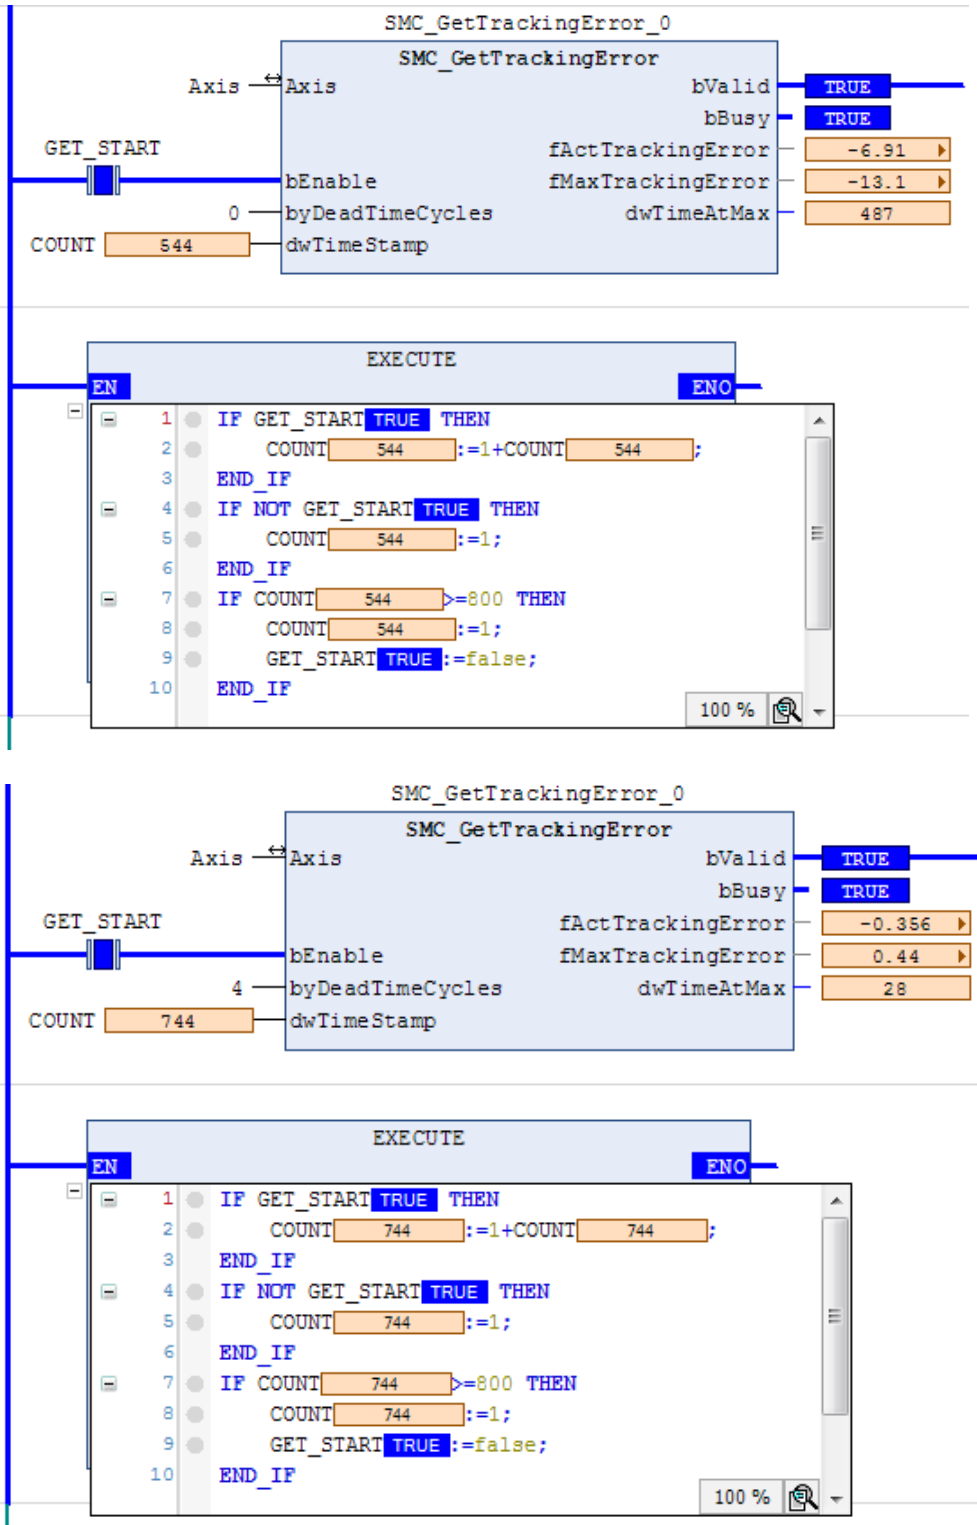 SMC_GetTrackingError_0
SMC_GetTrackingError
Axis Axis bValid TRUE
bBusy TRUE
GET_START fActTrackingError -6.91
bEnable fMaxTrackingError -13.1
0 byDeadTimeCycles dwTimeAtMax 487
COUNT 544 dwTimeStamp
EXECUTE
EN ENO
1 IF GET_START TRUE THEN
2 COUNT 544 :=1+COUNT 544 ;
3 END_IF
4 IF NOT GET_START TRUE THEN
5 COUNT 544 :=1;
6 END_IF
7 IF COUNT 544 >=800 THEN
8 COUNT 544 :=1;
9 GET_START TRUE :=false;
10 END_IF
100 %
SMC_GetTrackingError_0
SMC_GetTrackingError
Axis Axis bValid TRUE
bBusy TRUE
GET_START fActTrackingError -0.356
bEnable fMaxTrackingError 0.44
4 byDeadTimeCycles dwTimeAtMax 28
COUNT 744 dwTimeStamp
EXECUTE
EN ENO
1 IF GET_START TRUE THEN
2 COUNT 744 :=1+COUNT 744 ;
3 END_IF
4 IF NOT GET_START TRUE THEN
5 COUNT 744 :=1;
6 END_IF
7 IF COUNT 744 >=800 THEN
8 COUNT 744 :=1;
9 GET_START TRUE :=false;
10 END_IF
100 %